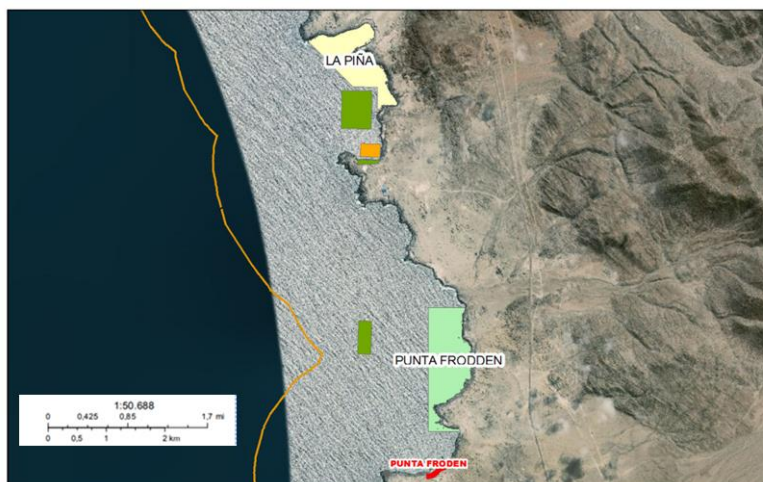 LA PIÑA
PUNTA FRODDEN
1:50.688
0 0,425 0,85 1,7 mi
0 0,5 1 2 km
PUNTA FRODEN